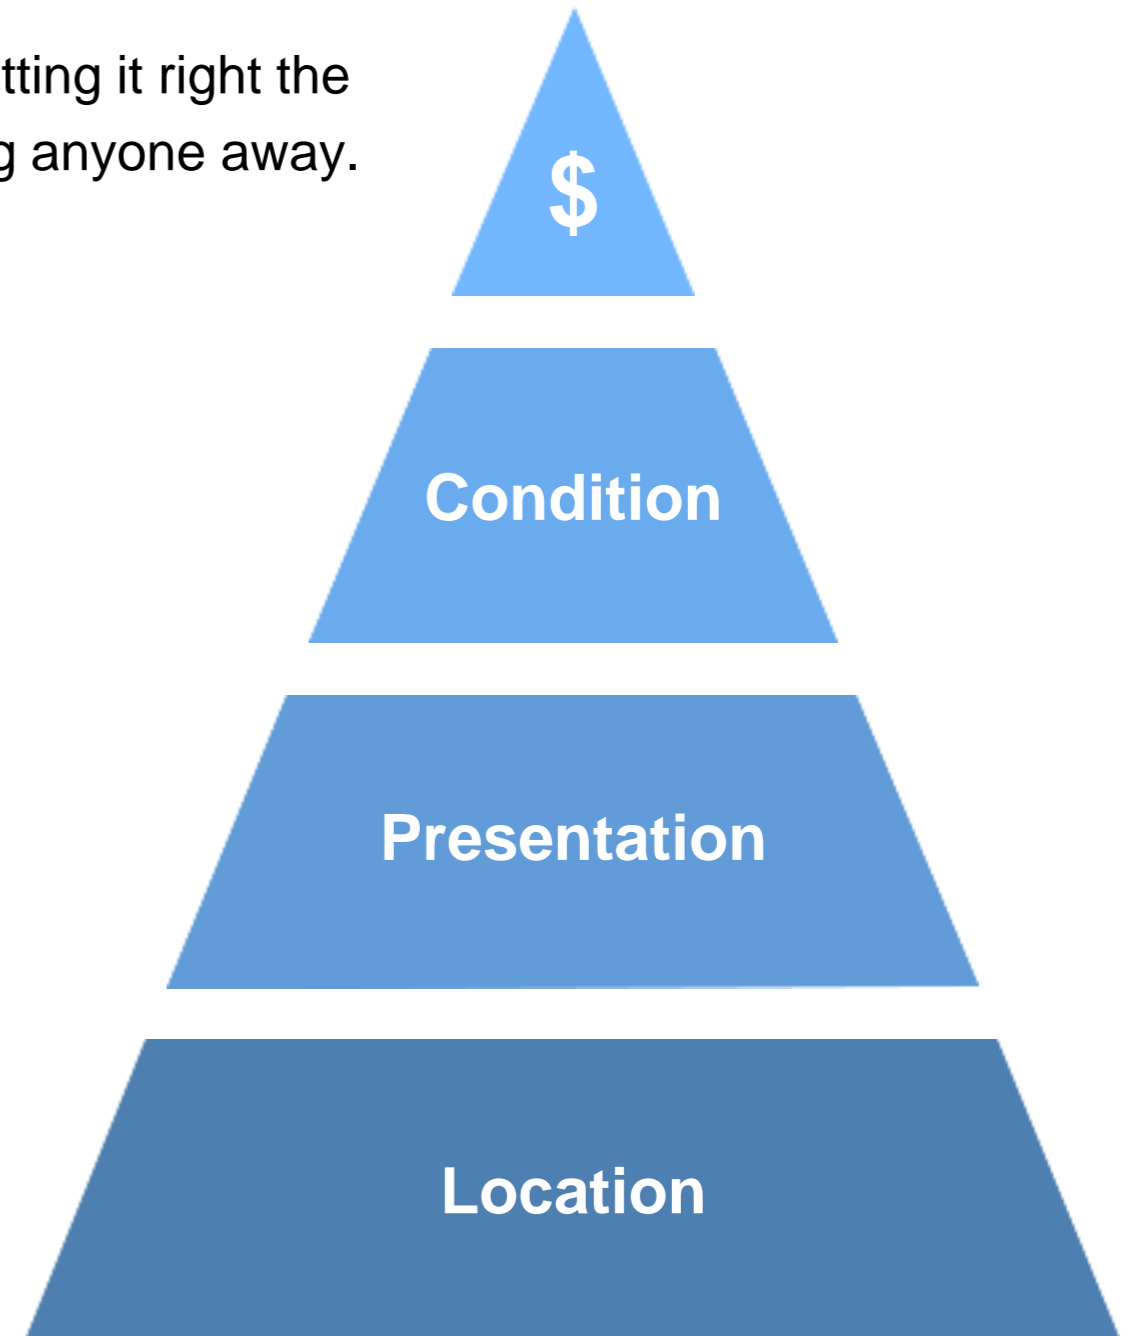 tting it right the
g anyone away.
$
Condition
Presentation
Location